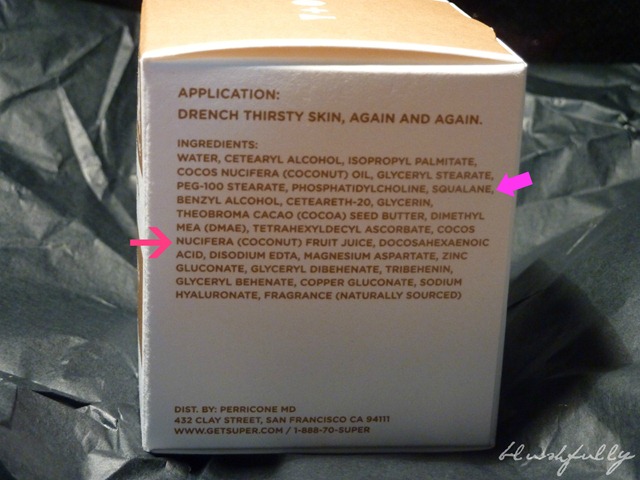 APPLICATION:
DRENCH THIRSTY SKIN, AGAIN AND AGAIN.
INGREDIENTS:
WATER, CETEARYL ALCOHOL, ISOPROPYL PALMITATE,
COCOS NUCIFERA (COCONUT) OIL, GLYCERYL STEARATE,
PEG-100 STEARATE, PHOSPHATIDYLCHOLINE, SQUALANE,
BENZYL ALCOHOL, CETEARETH-20, GLYCERIN,
THEOBROMA CACAO (COCOA) SEED BUTTER, DIMETHYL
MEA (DMAE), TETRAHEXYLDECYL ASCORBATE, COCOS
NUCIFERA (COCONUT) FRUIT JUICE, DOCOSAHEXAENOIC
ACID, DISODIUM EDTA, MAGNESIUM ASPARTATE, ZINC
GLUCONATE, GLYCERYL DIBEHENATE, TRIBEHENIN,
GLYCERYL BEHENATE, COPPER GLUCONATE, SODIUM
HYALURONATE, FRAGRANCE (NATURALLY SOURCED)
DIST. BY: PERRICONE MD
432 CLAY STREET, SAN FRANCISCO CA 94111
WWW.GETSUPER.COM / 1-888-70-SUPER
blushfully